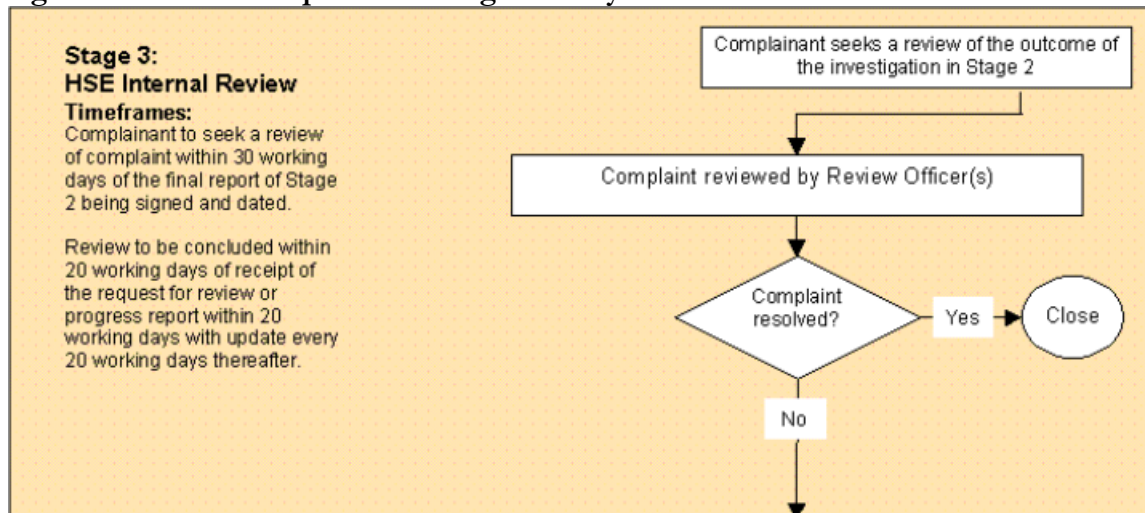 Stage 3:
HSE Internal Review
Timeframes:
Complainant to seek a review
of complaint within 30 working
days of the final report of Stage
2 being signed and dated.
Review to be concluded within
20 working days of receipt of
the request for review or
progress report within 20
working days with update every
20 working days thereafter.
Complainant seeks a review of the outcome of
the investigation in Stage 2
Complaint reviewed by Review Officer(s)
Complaint
resolved?
Yes
Close
No